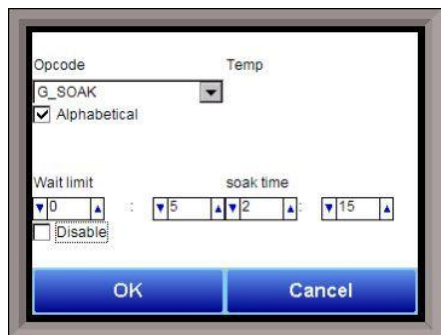 Opcode Temp
G_SOAK
Alphabetical
Wait limit soak time
0 : 5 2 : 15
Disable
OK Cancel